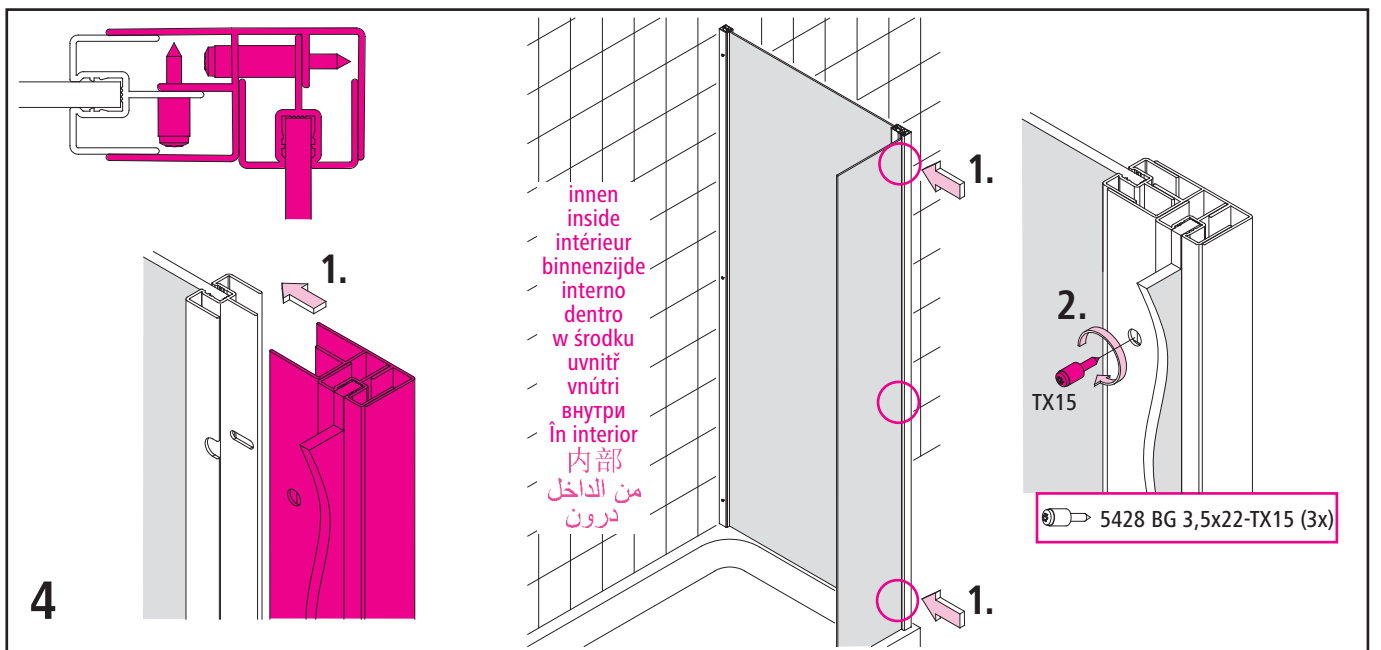 1.
innen
inside
intérieur
binnenzijde
interno
dentro
w środku
uvnitř
vnútri
внутри
În interior
内部
من الداخل
درون
1.
1.
2.
TX15
5428 BG 3,5x22-TX15 (3x)
4